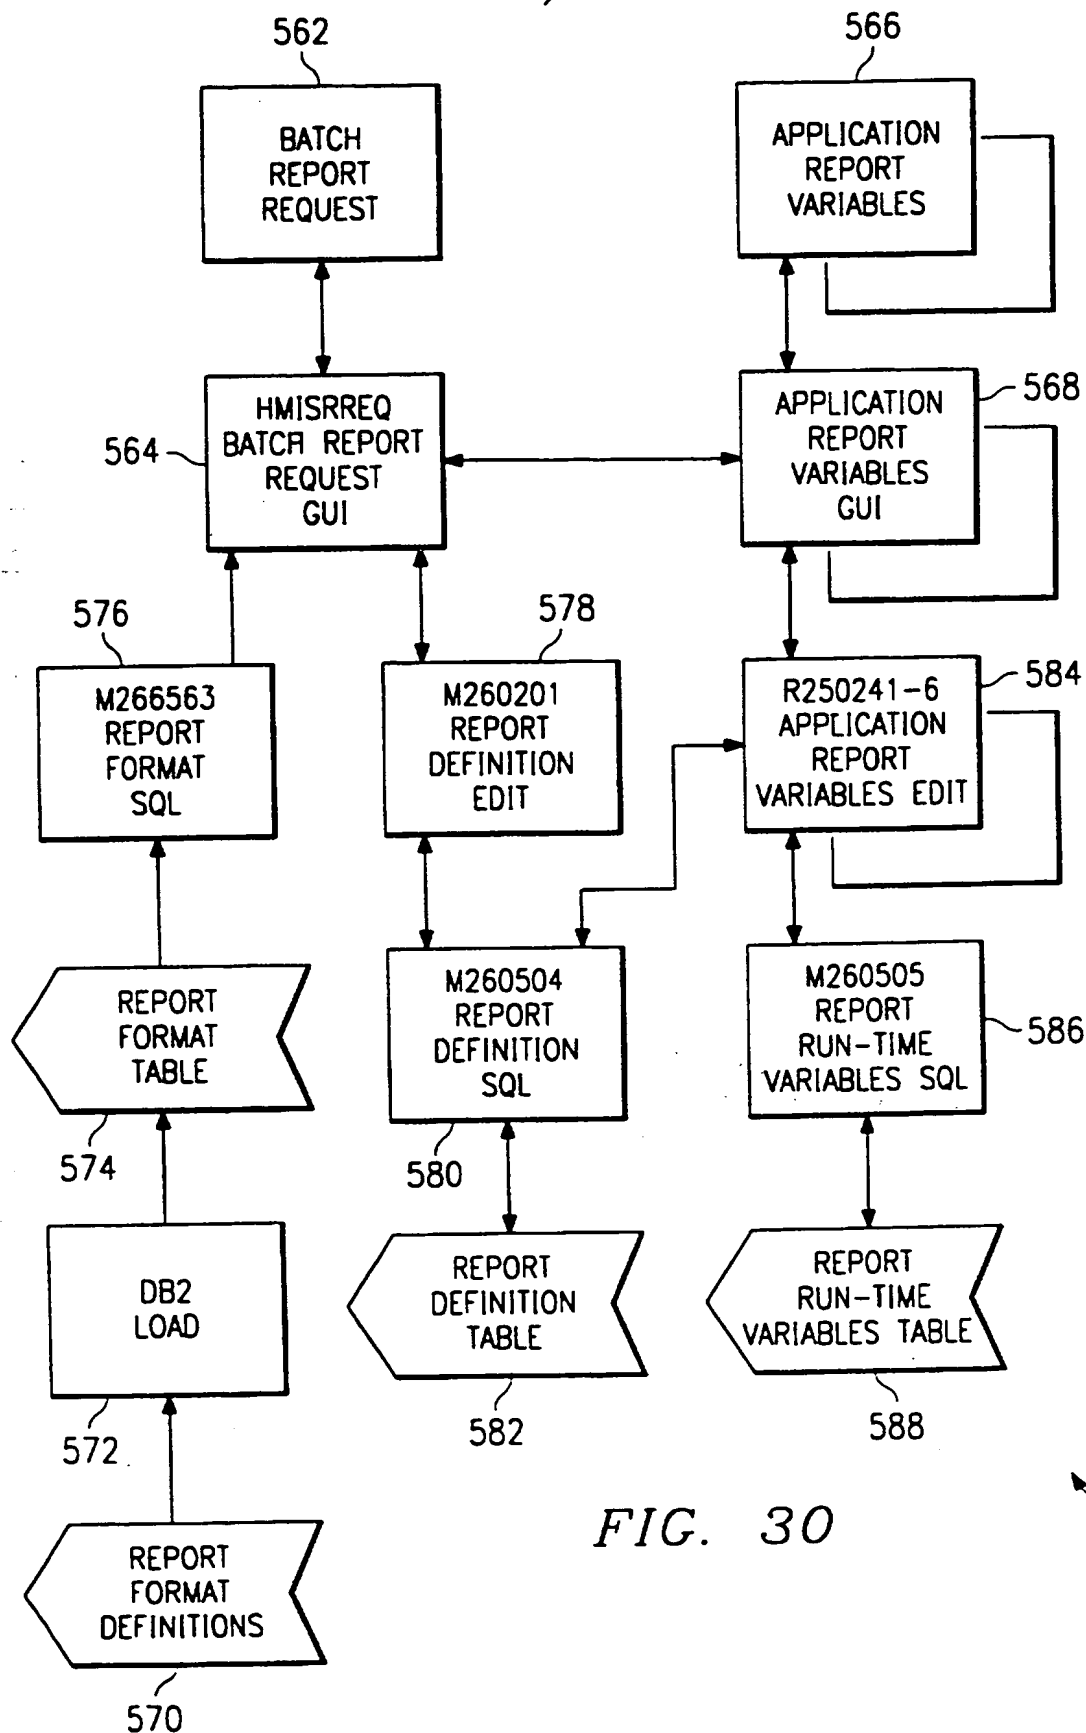 562
BATCH
REPORT
REQUEST
566
APPLICATION
REPORT
VARIABLES
564
HMISRREQ
BATCH REPORT
REQUEST
GUI
568
APPLICATION
REPORT
VARIABLES
GUI
576
M266563
REPORT
FORMAT
SQL
578
M260201
REPORT
DEFINITION
EDIT
584
R250241-6
APPLICATION
REPORT
VARIABLES EDIT
574
REPORT
FORMAT
TABLE
580
M260504
REPORT
DEFINITION
SQL
586
M260505
REPORT
RUN-TIME
VARIABLES SQL
572
DB2
LOAD
582
REPORT
DEFINITION
TABLE
588
REPORT
RUN-TIME
VARIABLES TABLE
570
REPORT
FORMAT
DEFINITIONS
FIG. 30